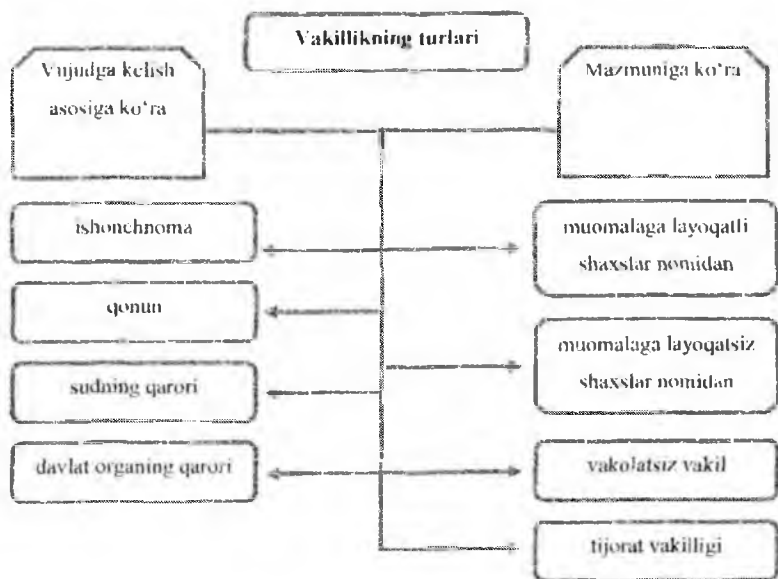 Vakillikning turlari
Vujudga kelish
asosiga ko‘ra
Mazmuniga ko‘ra
ishonchnoma
qonun
sudning qarori
davlat organing qarori
muomalaga layoqatli
shaxslar nomidan
muomalaga layoqatsiz
shaxslar nomidan
vakolatsiz vakil
tijorat vakilligi